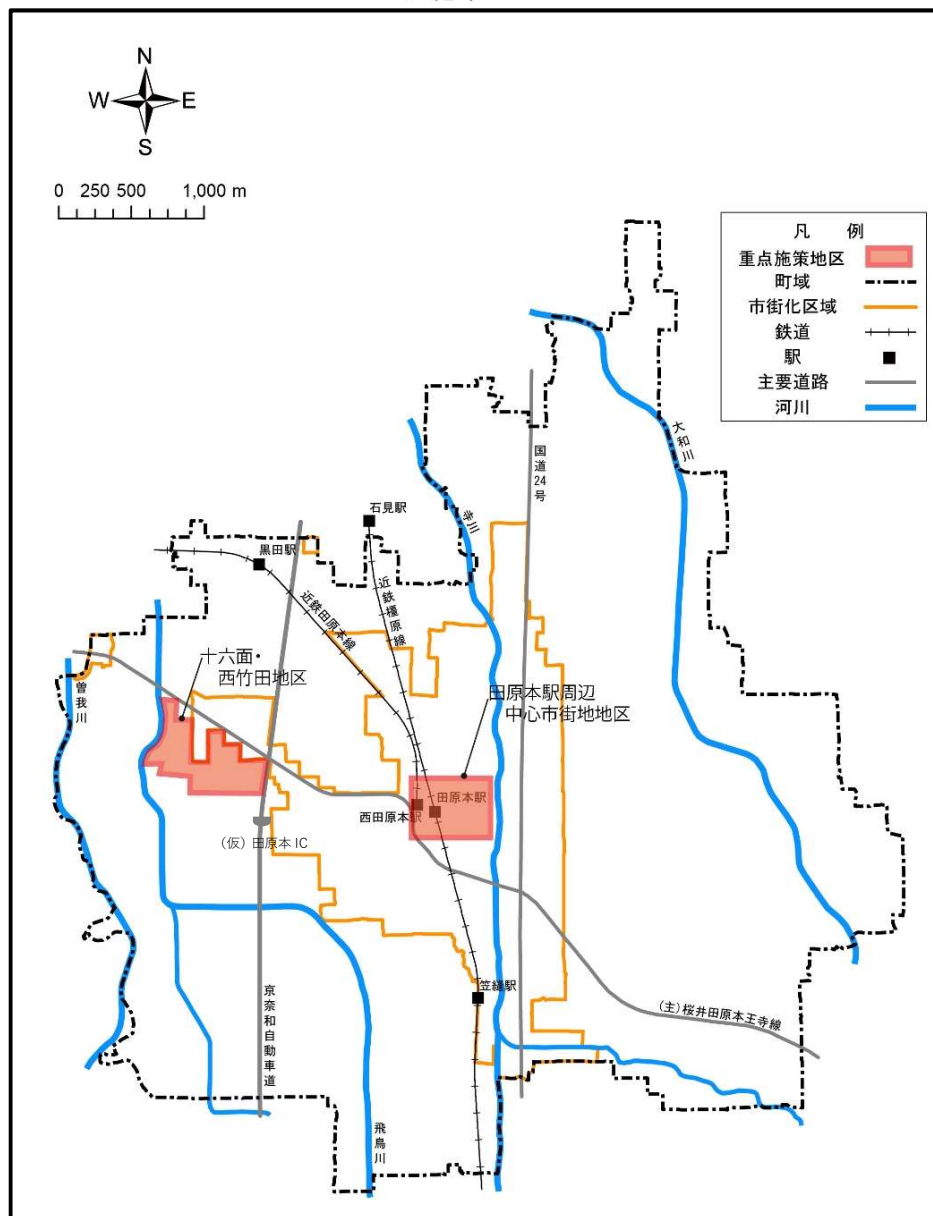 N
W E
S
0 250 500 1,000 m
凡 例
重点施策地区
町域
市街化区域
鉄道
駅
主要道路
河川
大和川
国道24号
寺川
石見駅
黒田駅
近鉄橿原線
近鉄田原本線
十六面・
西竹田地区
曽我川
田原本駅周辺
中心市街地地区
田原本駅
西田原本駅
(仮) 田原本 IC
笠縫駅
(主)桜井田原本王寺線
京奈和自動車道
飛鳥川